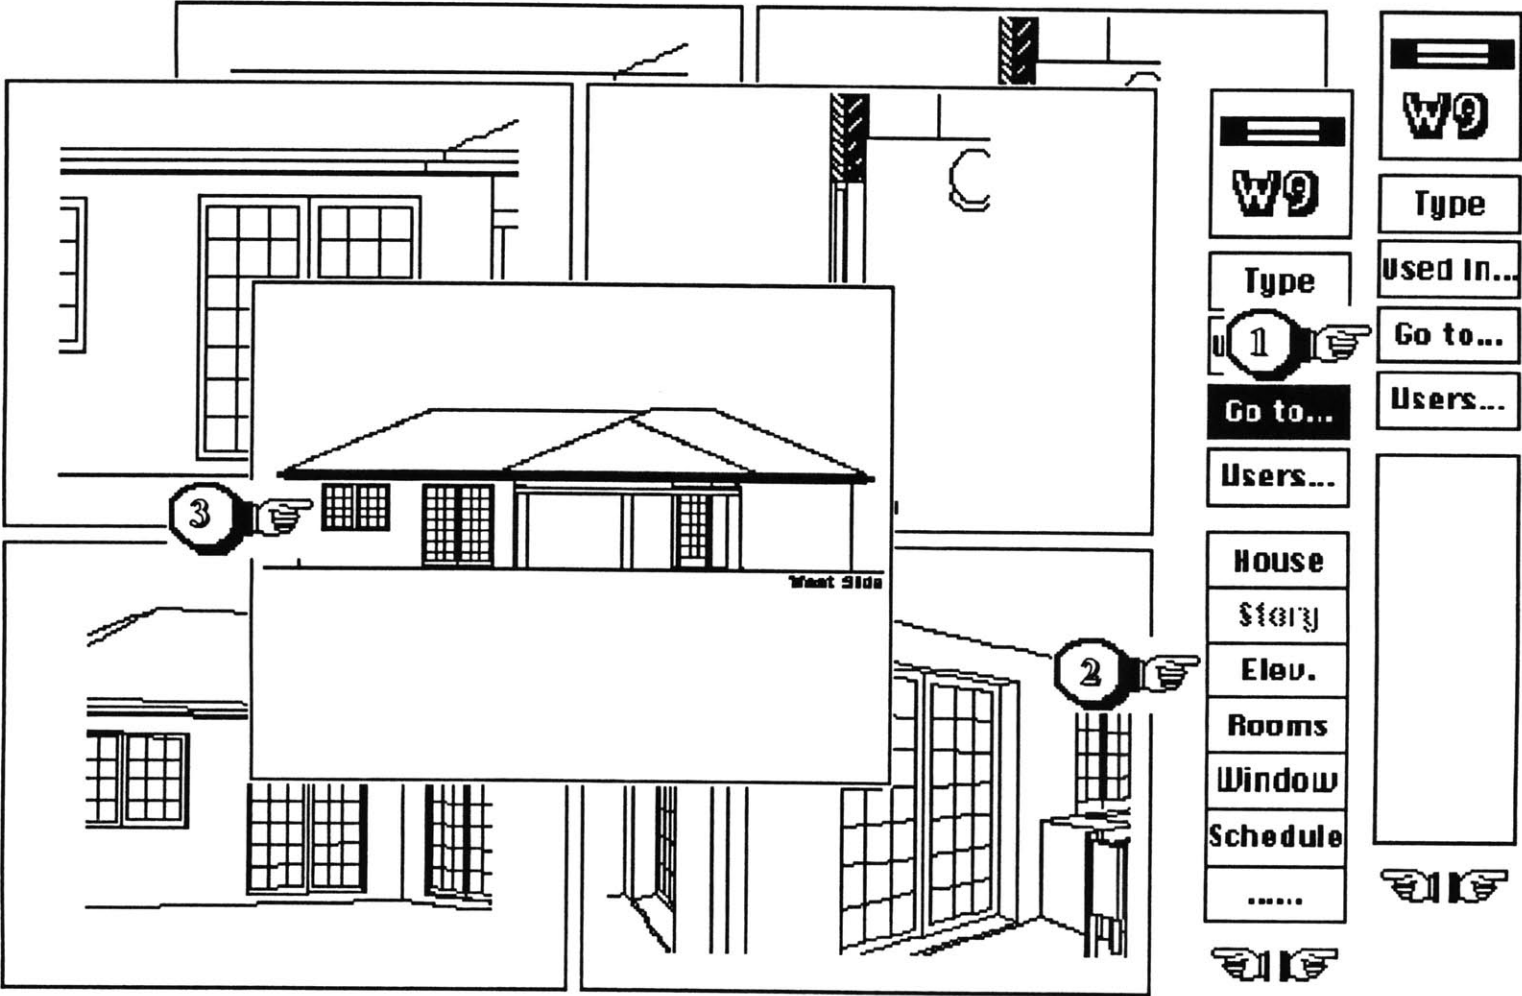 W9
Type
Used In...
Go to...
Users...
W9
Type
U
1
Go to...
Users...
House
Story
Elev.
Rooms
Window
Schedule
......
2
3
West Side